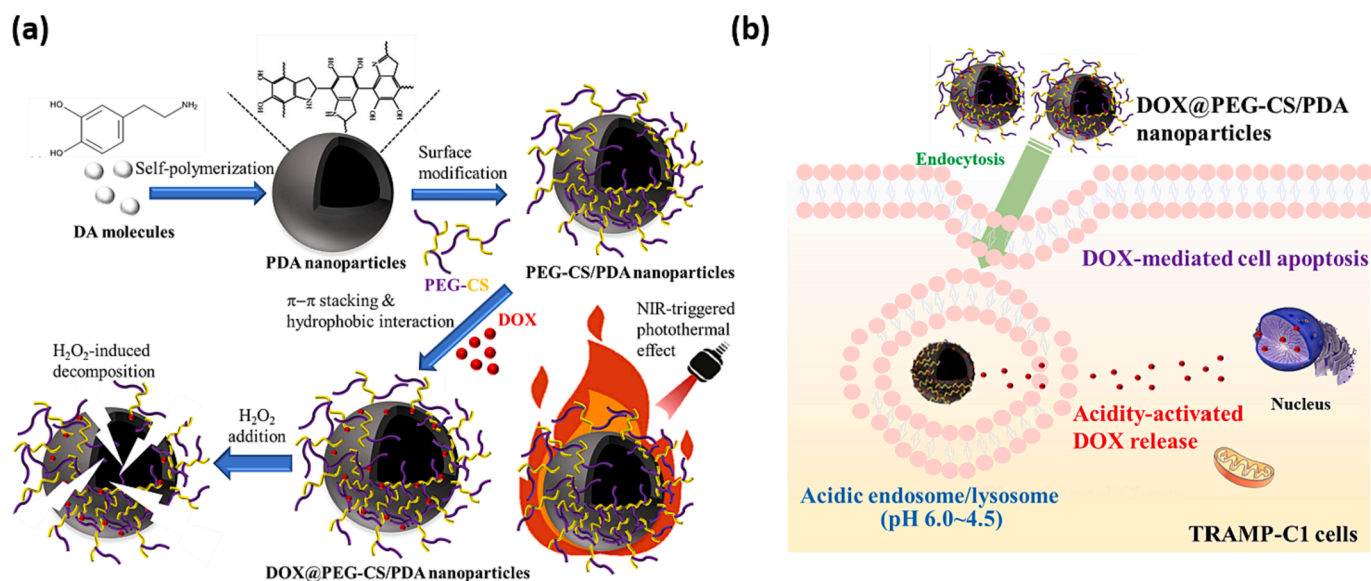 (a)
HO
HO
NH₂
DA molecules
Self-polymerization
PDA nanoparticles
Surface
modification
PEG-CS
PEG-CS/PDA nanoparticles
π–π stacking &
hydrophobic interaction
DOX
NIR-triggered
photothermal
effect
H₂O₂-induced
decomposition
H₂O₂
addition
DOX@PEG-CS/PDA nanoparticles
(b)
DOX@PEG-CS/PDA
nanoparticles
Endocytosis
DOX-mediated cell apoptosis
Nucleus
Acidity-activated
DOX release
Acidic endosome/lysosome
(pH 6.0~4.5)
TRAMP-C1 cells